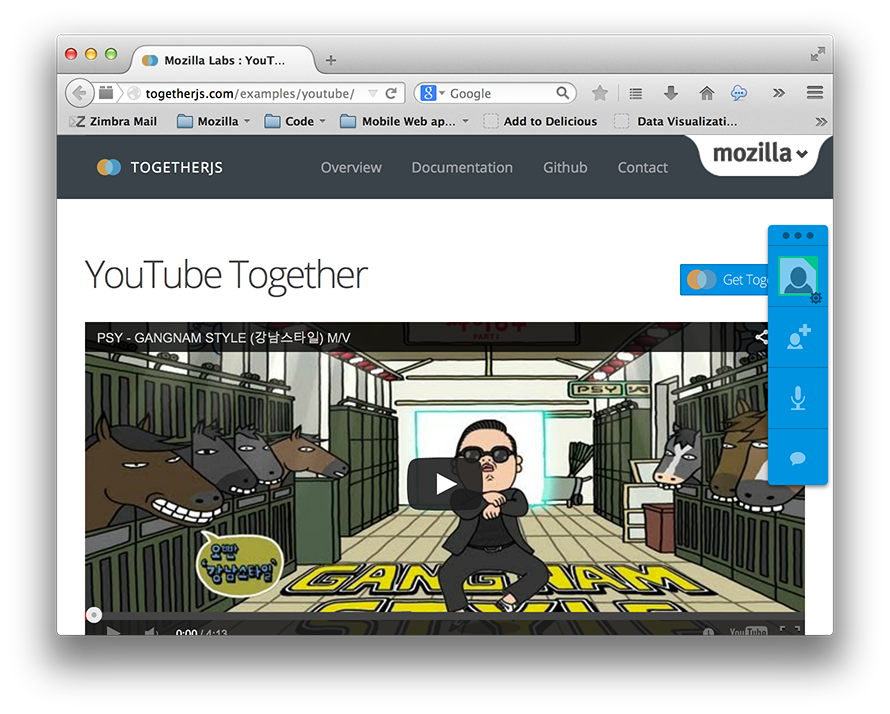 Mozilla Labs : YouT...
togetherjs.com/examples/youtube/
Google
Zimbra Mail
Mozilla
Code
Mobile Web ap...
Add to Delicious
Data Visualizati...
TOGETHERJS
Overview
Documentation
Github
Contact
mozilla
YouTube Together
Get Tog
PSY - GANGNAM STYLE (강남스타일) M/V
PSY
오빤
'강남스타일'
GANGNAM
STYLE
0:00 / 4:13
YouTube